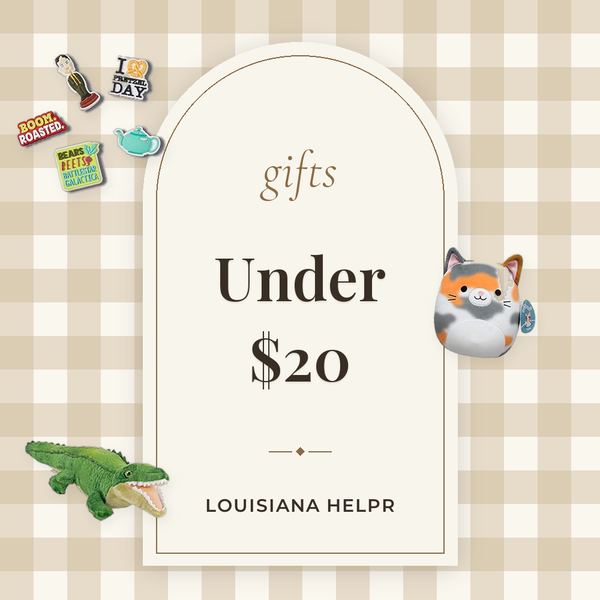 I
PRETZEL
DAY
BOOM.
ROASTED.
BEARS
BEETS
BATTLESTAR
GALACTICA
gifts
Under
$20
LOUISIANA HELPR